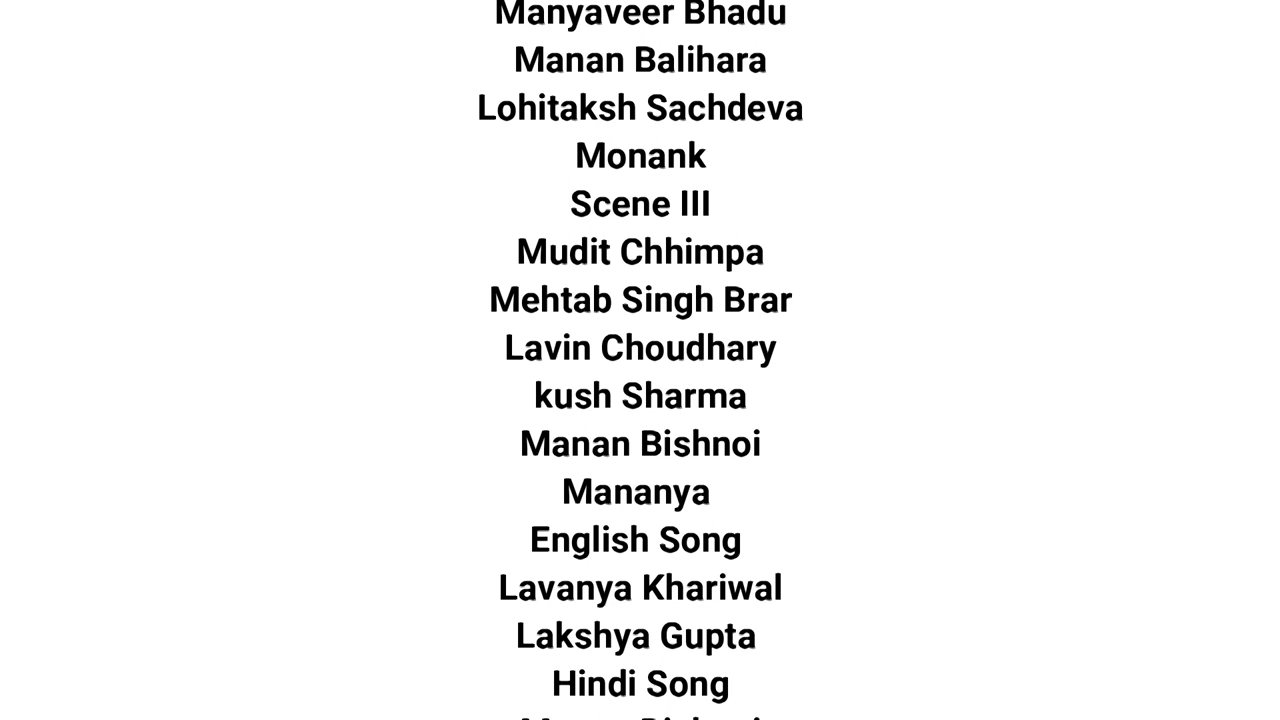 Manyaveer Bhadu
Manan Balihara
Lohitaksh Sachdeva
Monank
Scene III
Mudit Chhimpa
Mehtab Singh Brar
Lavin Choudhary
kush Sharma
Manan Bishnoi
Mananya
English Song
Lavanya Khariwal
Lakshya Gupta
Hindi Song